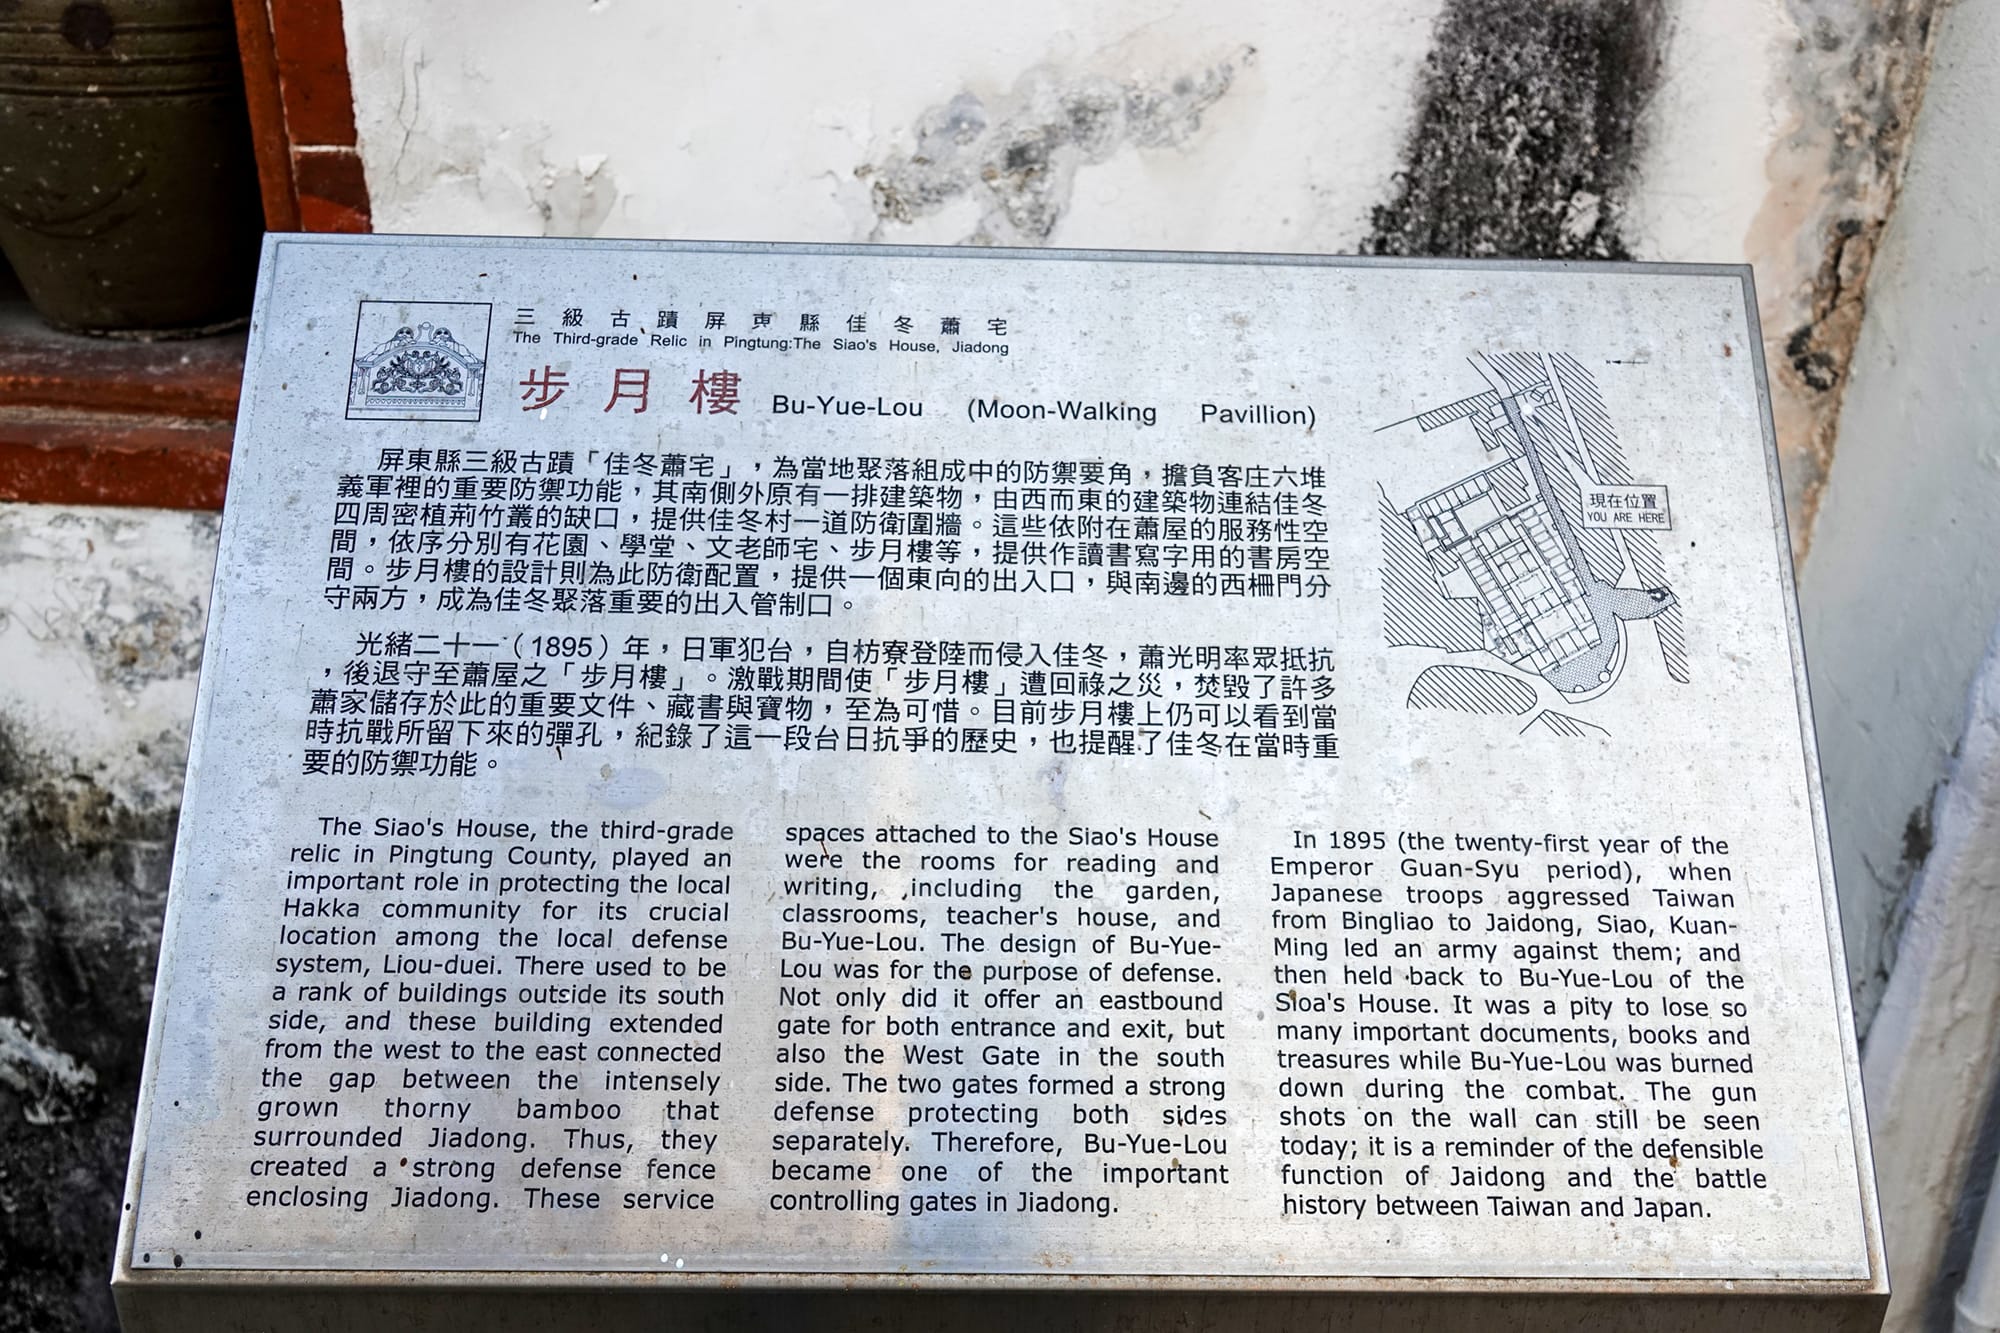 三級古蹟屏東縣佳冬蕭宅
The Third-grade Relic in Pingtung:The Siao's House, Jiadong
步月樓 Bu-Yue-Lou (Moon-Walking Pavillion)
屏東縣三級古蹟「佳冬蕭宅」，為當地聚落組成中的防禦要角，擔負客庄六堆
義軍裡的重要防禦功能，其南側外原有一排建築物，由西而東的建築物連結佳冬
四周密植莿竹叢的缺口，提供佳冬村一道防衛圍牆。這些依附在蕭屋的服務性空
間，依序分別有花園、學堂、文老師宅、步月樓等，提供作讀書寫字用的書房空
間。步月樓的設計則為此防衛配置，提供一個東向的出入口，與南邊的西柵門分
守兩方，成為佳冬聚落重要的出入管制口。
光緒二十一（1895）年，日軍犯台，自枋寮登陸而侵入佳冬，蕭光明率眾抵抗
，後退守至蕭屋之「步月樓」。激戰期間使「步月樓」遭回祿之災，焚毀了許多
蕭家儲存於此的重要文件、藏書與寶物，至為可惜。目前步月樓上仍可以看到當
時抗戰所留下來的彈孔，紀錄了這一段台日抗爭的歷史，也提醒了佳冬在當時重
要的防禦功能。
N
現在位置
YOU ARE HERE
The Siao's House, the third-grade
relic in Pingtung County, played an
important role in protecting the local
Hakka community for its crucial
location among the local defense
system, Liou-duei. There used to be
a rank of buildings outside its south
side, and these building extended
from the west to the east connected
the gap between the intensely
grown thorny bamboo that
surrounded Jiadong. Thus, they
created a strong defense fence
enclosing Jiadong. These service
spaces attached to the Siao's House
were the rooms for reading and
writing, ,including the garden,
classrooms, teacher's house, and
Bu-Yue-Lou. The design of Bu-Yue-
Lou was for the purpose of defense.
Not only did it offer an eastbound
gate for both entrance and exit, but
also the West Gate in the south
side. The two gates formed a strong
defense protecting both sides
separately. Therefore, Bu-Yue-Lou
became one of the important
controlling gates in Jiadong.
In 1895 (the twenty-first year of the
Emperor Guan-Syu period), when
Japanese troops aggressed Taiwan
from Bingliao to Jaidong, Siao, Kuan-
Ming led an army against them; and
then held back to Bu-Yue-Lou of the
Sioa's House. It was a pity to lose so
many important documents, books and
treasures while Bu-Yue-Lou was burned
down during the combat. The gun
shots on the wall can still be seen
today; it is a reminder of the defensible
function of Jaidong and the battle
history between Taiwan and Japan.